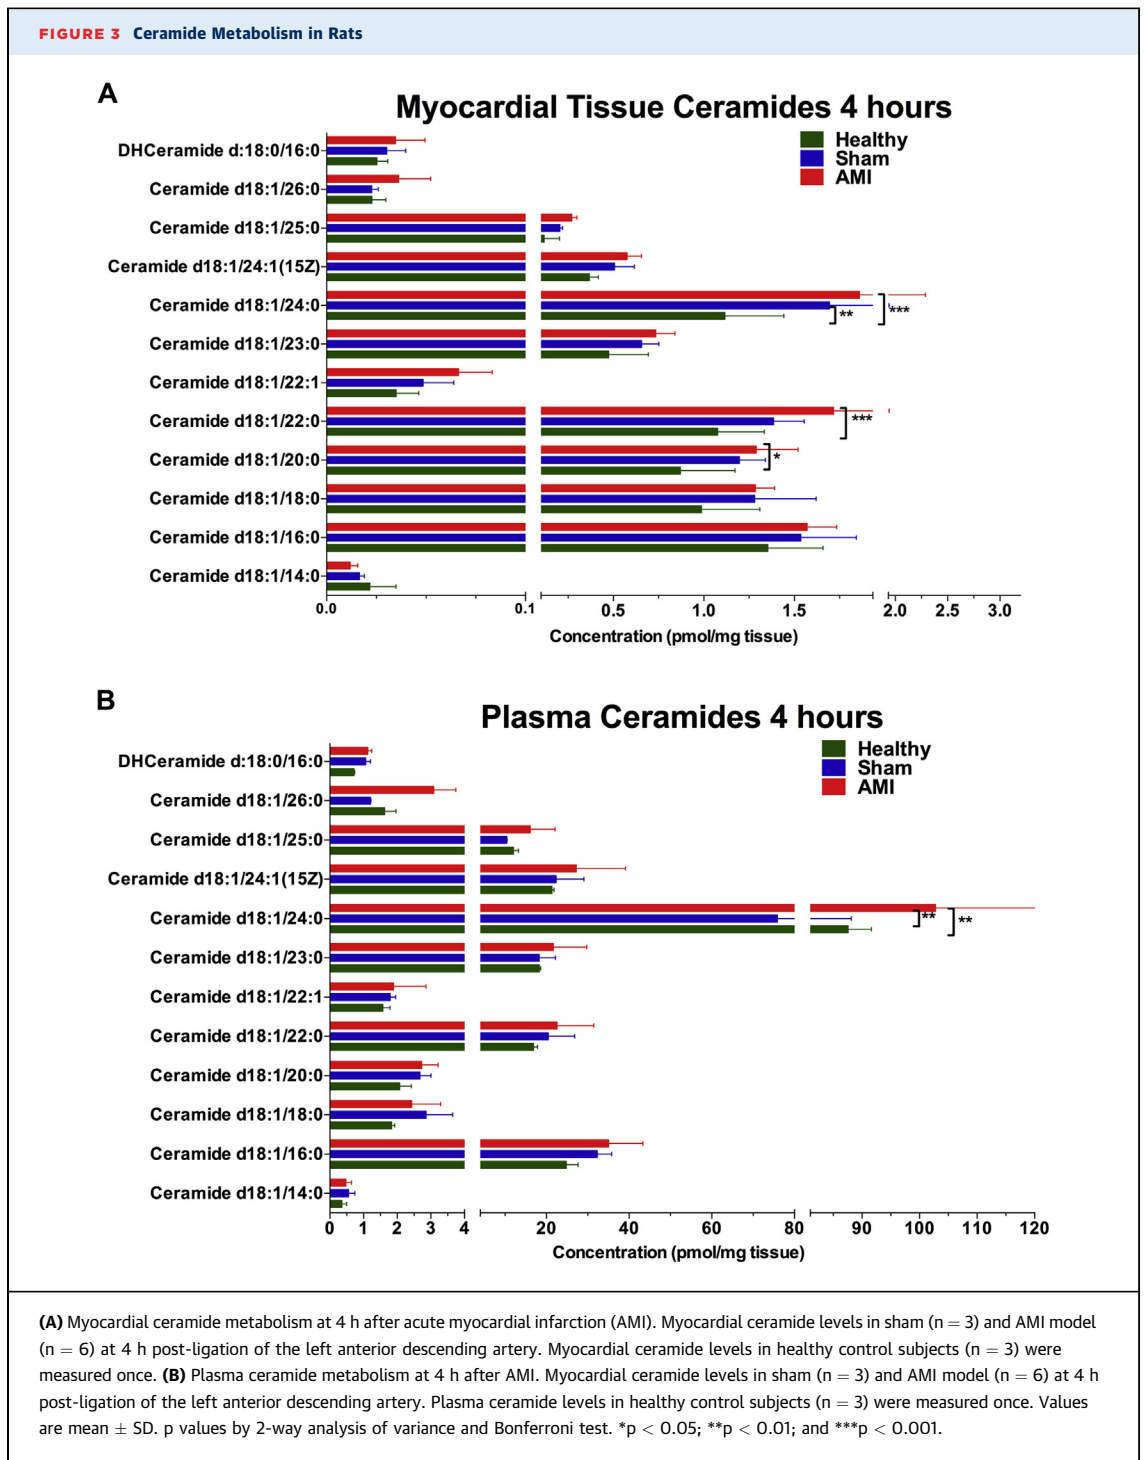 FIGURE 3 Ceramide Metabolism in Rats
A
Myocardial Tissue Ceramides 4 hours
Healthy
Sham
AMI
DHCeramide d:18:0/16:0
Ceramide d18:1/26:0
Ceramide d18:1/25:0
Ceramide d18:1/24:1(15Z)
Ceramide d18:1/24:0
** ***
Ceramide d18:1/23:0
Ceramide d18:1/22:1
Ceramide d18:1/22:0
***
Ceramide d18:1/20:0
*
Ceramide d18:1/18:0
Ceramide d18:1/16:0
Ceramide d18:1/14:0
0.0 0.1 0.5 1.0 1.5 2.0 2.5 3.0
Concentration (pmol/mg tissue)
B
Plasma Ceramides 4 hours
Healthy
Sham
AMI
DHCeramide d:18:0/16:0
Ceramide d18:1/26:0
Ceramide d18:1/25:0
Ceramide d18:1/24:1(15Z)
Ceramide d18:1/24:0
** **
Ceramide d18:1/23:0
Ceramide d18:1/22:1
Ceramide d18:1/22:0
Ceramide d18:1/20:0
Ceramide d18:1/18:0
Ceramide d18:1/16:0
Ceramide d18:1/14:0
0 1 2 3 4 20 40 60 80 90 100 110 120
Concentration (pmol/mg tissue)
(A) Myocardial ceramide metabolism at 4 h after acute myocardial infarction (AMI). Myocardial ceramide levels in sham (n = 3) and AMI model
(n = 6) at 4 h post-ligation of the left anterior descending artery. Myocardial ceramide levels in healthy control subjects (n = 3) were
measured once. (B) Plasma ceramide metabolism at 4 h after AMI. Myocardial ceramide levels in sham (n = 3) and AMI model (n = 6) at 4 h
post-ligation of the left anterior descending artery. Plasma ceramide levels in healthy control subjects (n = 3) were measured once. Values
are mean ± SD. p values by 2-way analysis of variance and Bonferroni test. *p < 0.05; **p < 0.01; and ***p < 0.001.